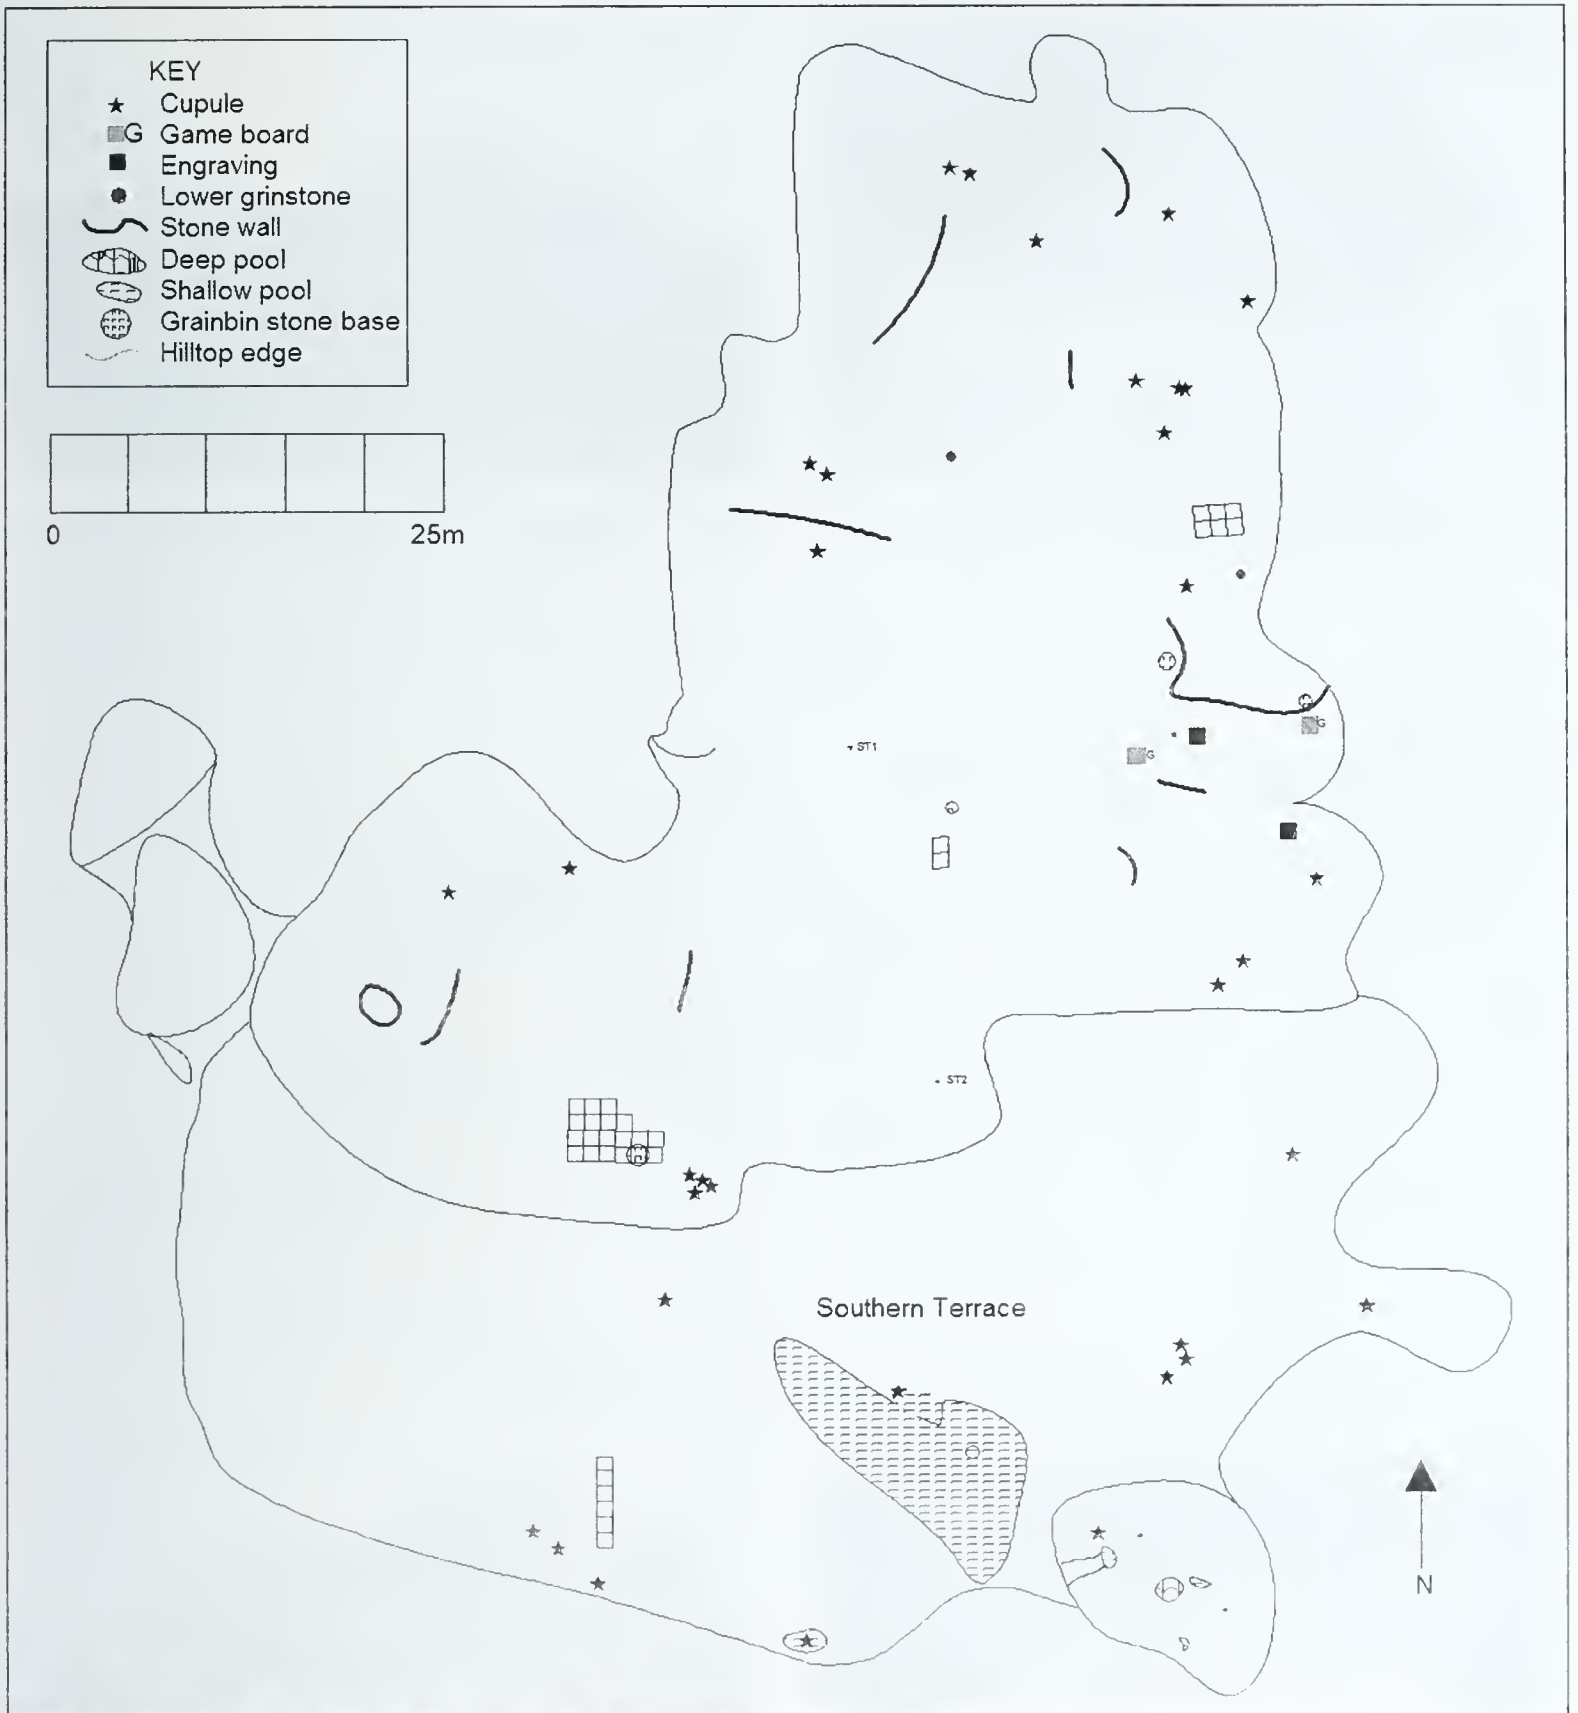 KEY
Cupule
G Game board
Engraving
Lower grinstone
Stone wall
Deep pool
Shallow pool
Grainbin stone base
Hilltop edge
0 25m
G
ST1
G
ST2
Southern Terrace
N